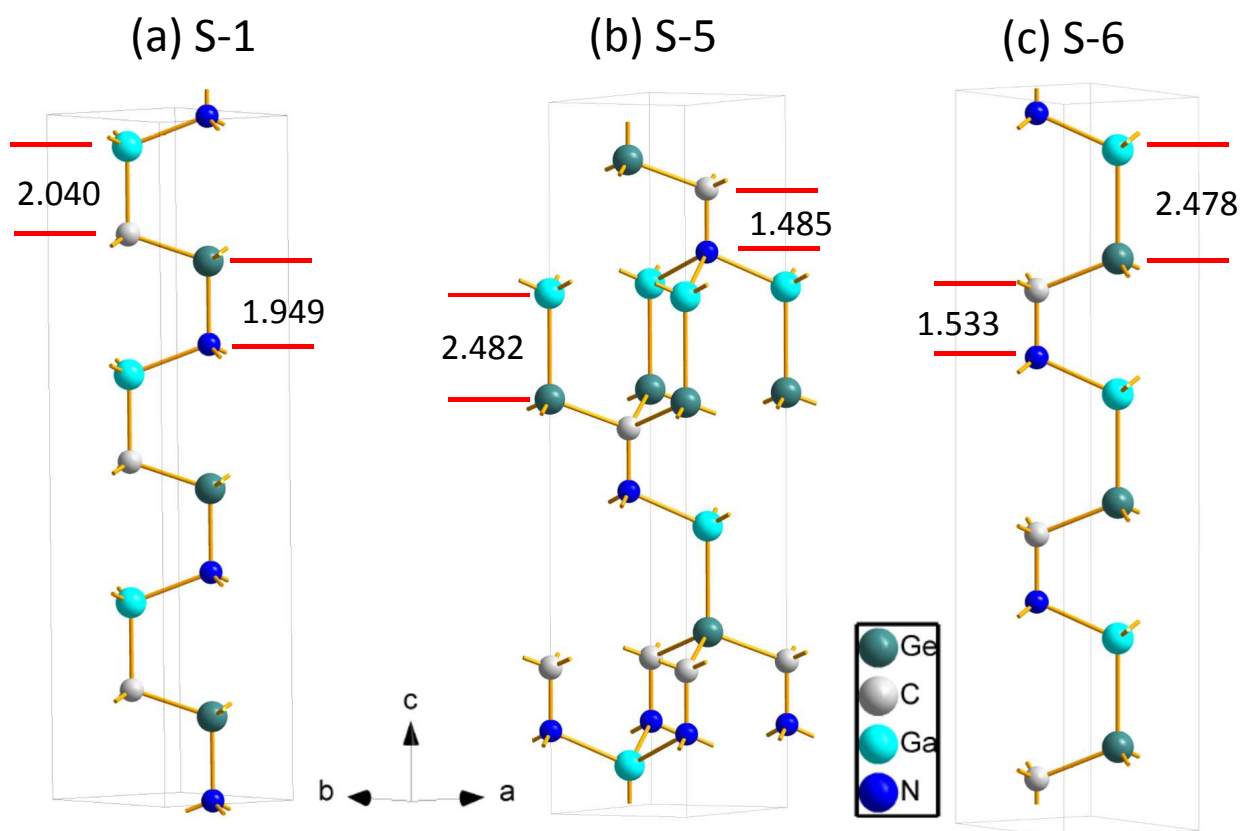 (a) S-1
(b) S-5
(c) S-6
2.040
1.949
1.485
2.482
2.478
1.533
c
b
a
Ge
C
Ga
N